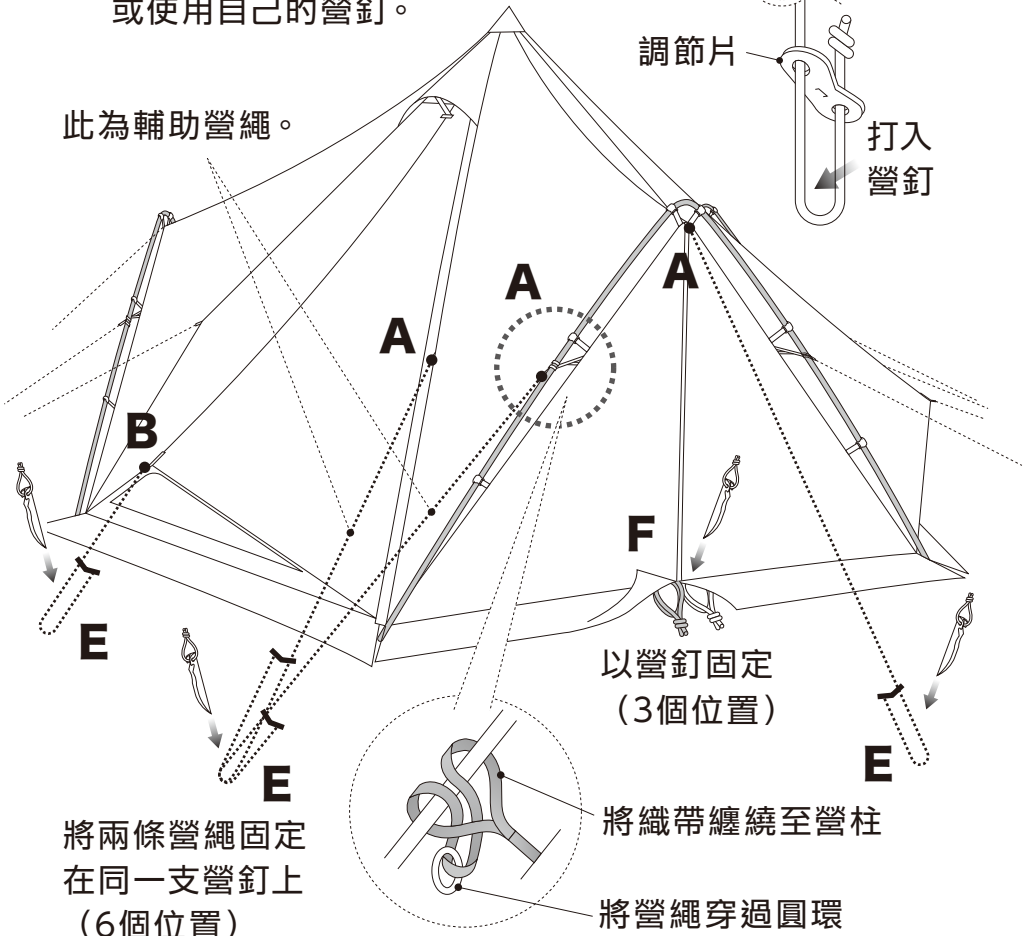 或使用自己的營釘。
調節片
此為輔助營繩。
打入
營釘
A
A
A
B
F
E
以營釘固定
（3個位置）
E
E
將兩條營繩固定
在同一支營釘上
（6個位置）
將織帶纏繞至營柱
將營繩穿過圓環